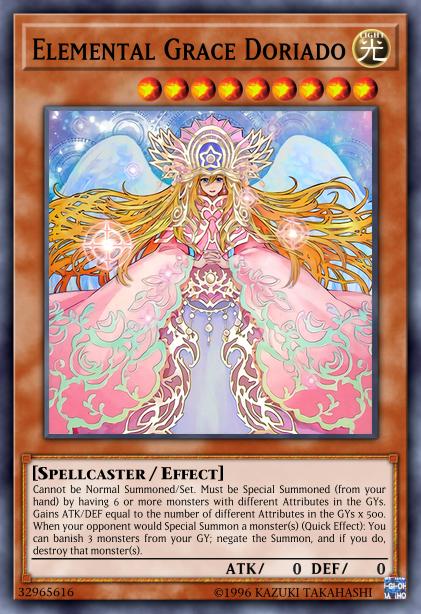 Elemental Grace Doriado
LIGHT
光
[Spellcaster / Effect]
Cannot be Normal Summoned/Set. Must be Special Summoned (from your
hand) by having 6 or more monsters with different Attributes in the GYs.
Gains ATK/DEF equal to the number of different Attributes in the GYs x 500.
When your opponent would Special Summon a monster(s) (Quick Effect): You
can banish 3 monsters from your GY; negate the Summon, and if you do,
destroy that monster(s).
ATK/ 0 DEF/ 0
32965616
©1996 KAZUKI TAKAHASHI